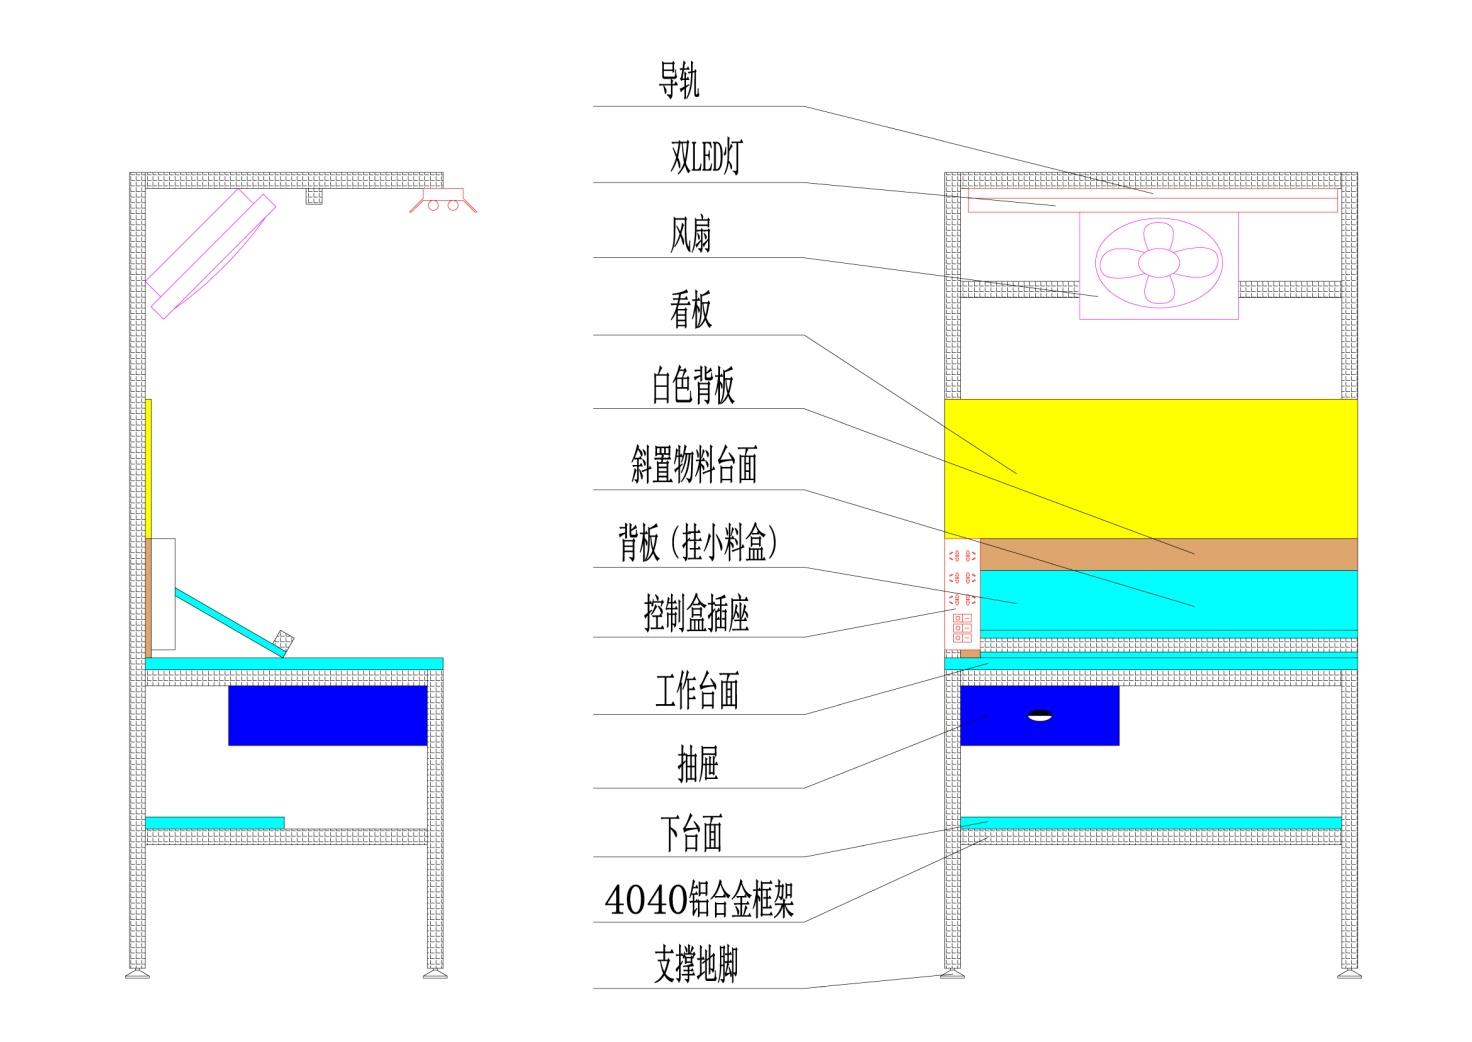 导轨
双LED灯
风扇
看板
白色背板
斜置物料台面
背板（挂小料盒）
控制盒插座
工作台面
抽屉
下台面
4040铝合金框架
支撑地脚